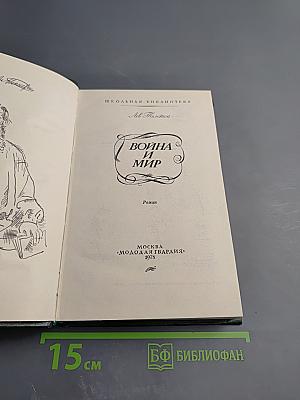 ШКОЛЬНАЯ БИБЛИОТЕКА
Лев Толстой
ВОЙНА
И
МИР
Роман
МОСКВА
«МОЛОДАЯ ГВАРДИЯ»
1978
15 см
БФ БИБЛИОФАН